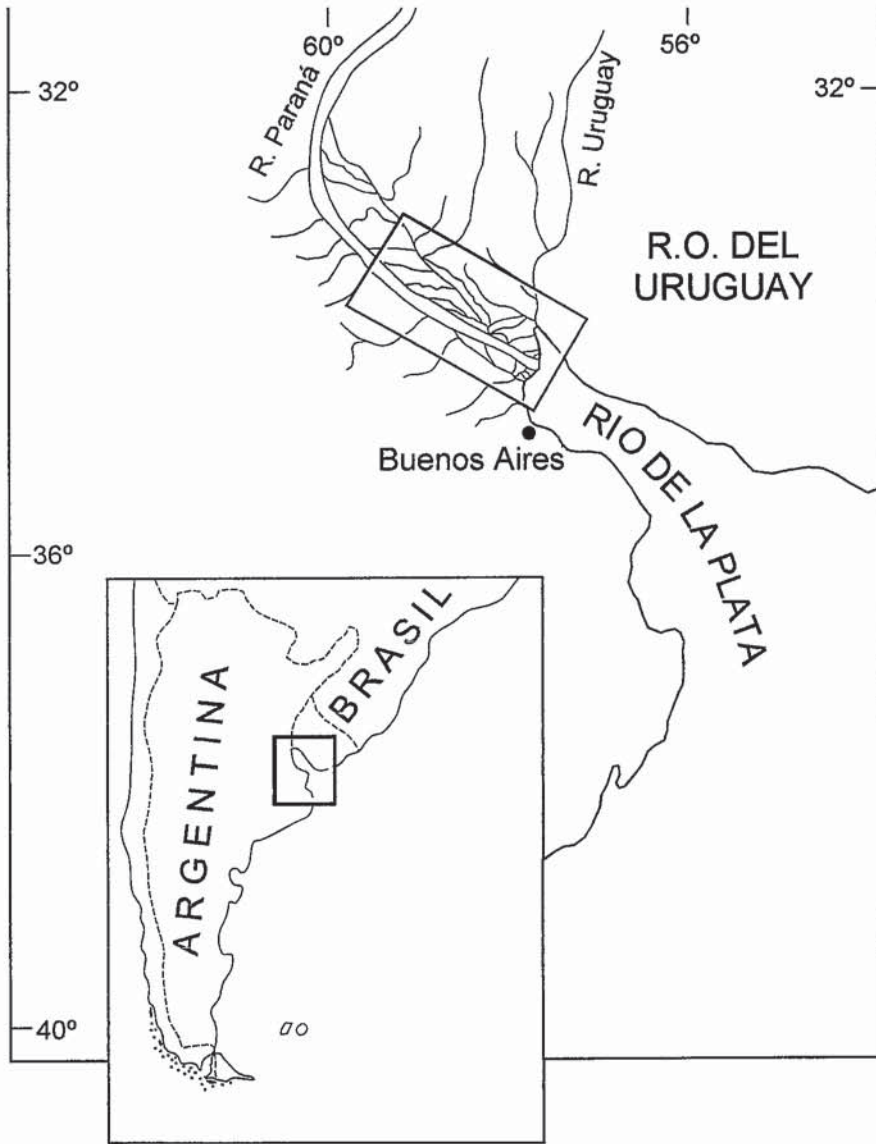 60º
56º
32º
32º
R. Paraná
R. Uruguay
R.O. DEL
URUGUAY
Buenos Aires
RIO DE LA PLATA
36º
BRASIL
ARGENTINA
40º